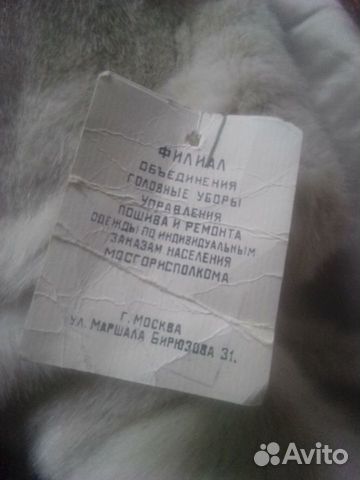 ФИЛИАЛ
ОБЪЕДИНЕНИЯ
ГОЛОВНЫЕ УБОРЫ
УПРАВЛЕНИЯ
ПОШИВА И РЕМОНТА
ОДЕЖДЫ ПО ИНДИВИДУАЛЬНЫМ
ЗАКАЗАМ НАСЕЛЕНИЯ
МОСГОРИСПОЛКОМА
Г. МОСКВА
УЛ. МАРШАЛА БИРЮЗОВА 31.
Avito